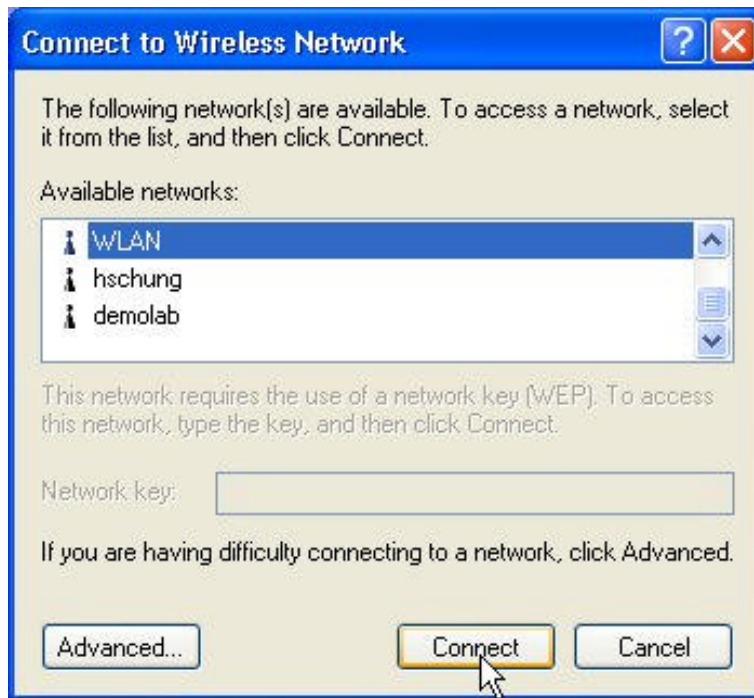 Connect to Wireless Network
The following network(s) are available. To access a network, select
it from the list, and then click Connect.
Available networks:
WLAN
hschung
demolab
This network requires the use of a network key (WEP). To access
this network, type the key, and then click Connect.
Network key:
If you are having difficulty connecting to a network, click Advanced.
Advanced... Connect Cancel